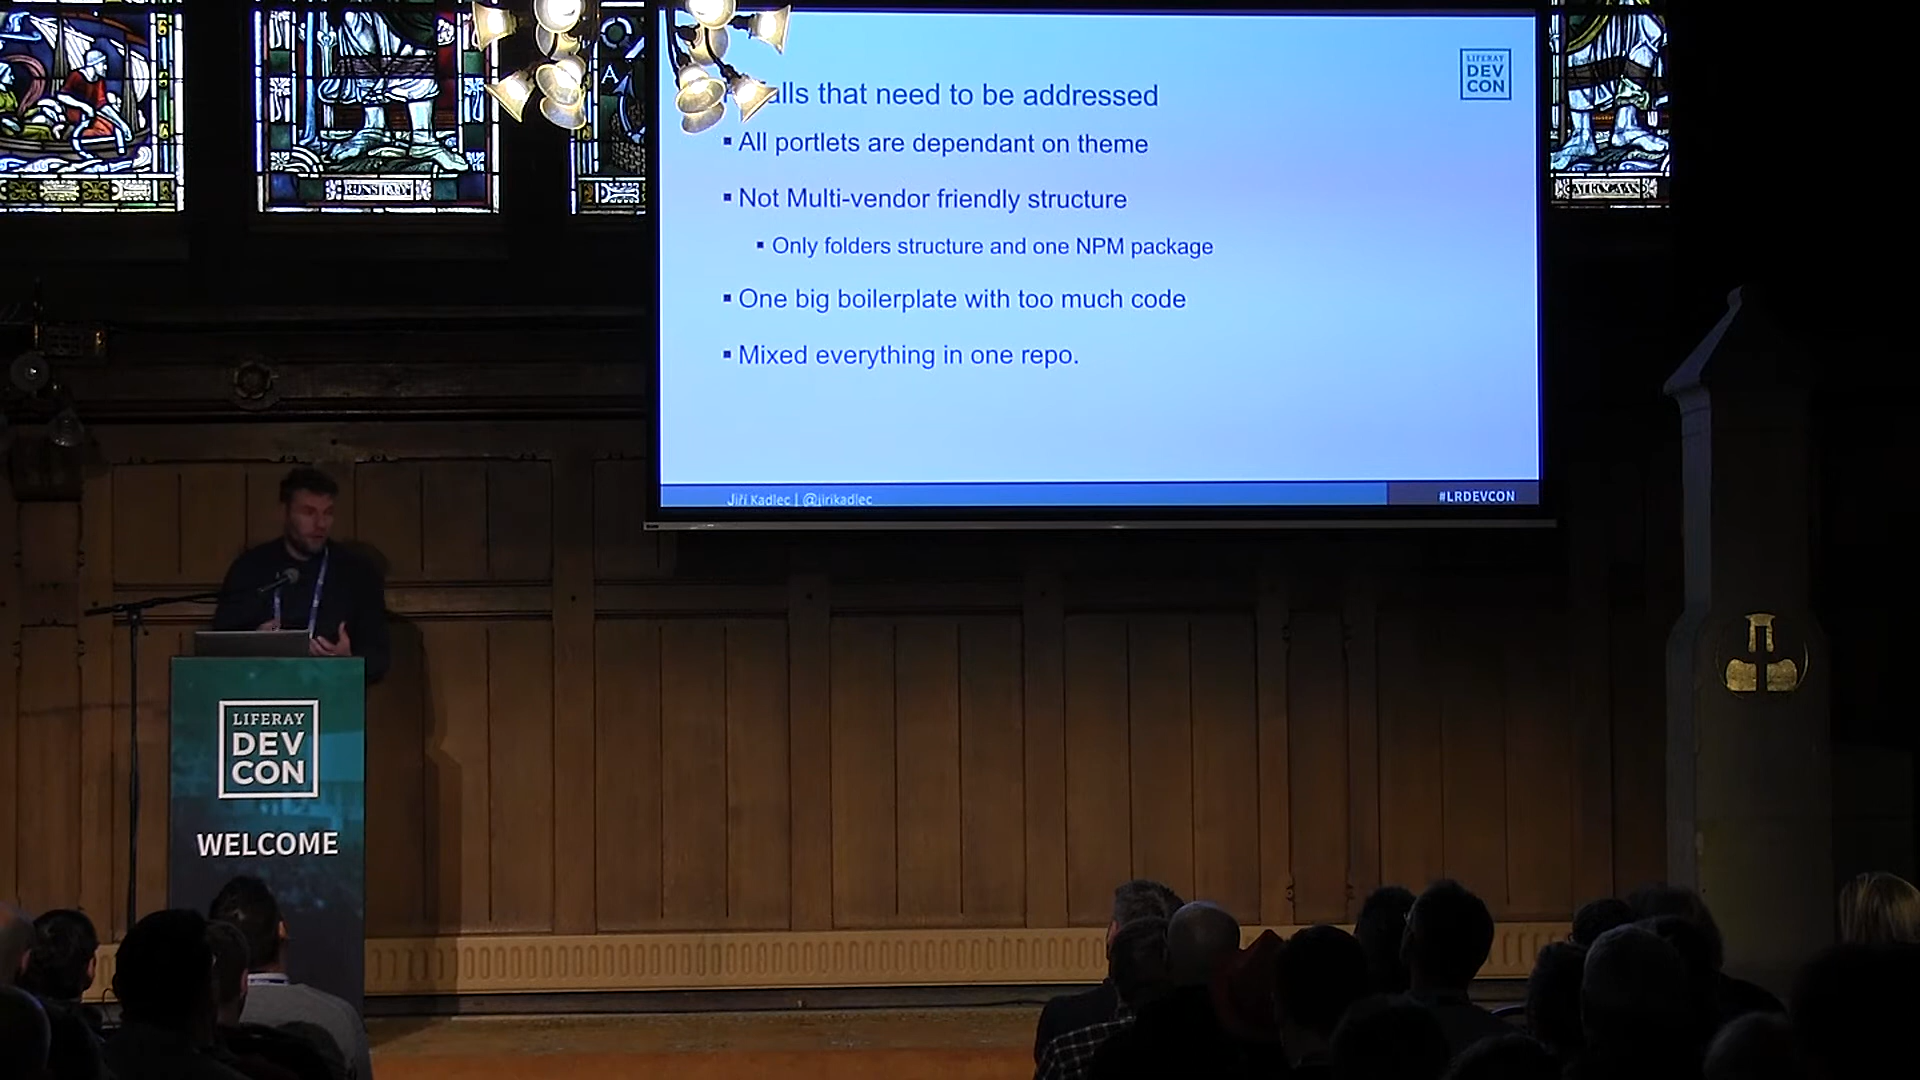 alls that need to be addressed
▪ All portlets are dependant on theme
▪ Not Multi-vendor friendly structure
▪ Only folders structure and one NPM package
▪ One big boilerplate with too much code
▪ Mixed everything in one repo.
LIFERAY
DEV
CON
Jiří Kadlec | @jirikadlec
#LRDEVCON
LIFERAY
DEV
CON
WELCOME
A